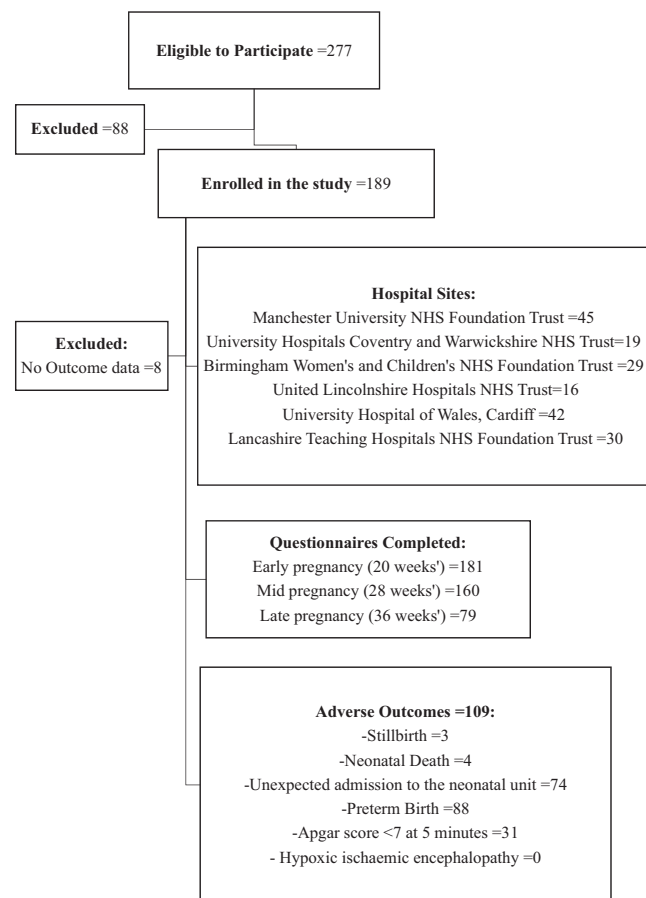 Eligible to Participate =277
Excluded =88
Enrolled in the study =189
Hospital Sites:
Manchester University NHS Foundation Trust =45
University Hospitals Coventry and Warwickshire NHS Trust=19
Birmingham Women's and Children's NHS Foundation Trust =29
United Lincolnshire Hospitals NHS Trust=16
University Hospital of Wales, Cardiff =42
Lancashire Teaching Hospitals NHS Foundation Trust =30
Excluded:
No Outcome data =8
Questionnaires Completed:
Early pregnancy (20 weeks') =181
Mid pregnancy (28 weeks') =160
Late pregnancy (36 weeks') =79
Adverse Outcomes =109:
-Stillbirth =3
-Neonatal Death =4
-Unexpected admission to the neonatal unit =74
-Preterm Birth =88
-Apgar score <7 at 5 minutes =31
- Hypoxic ischaemic encephalopathy =0